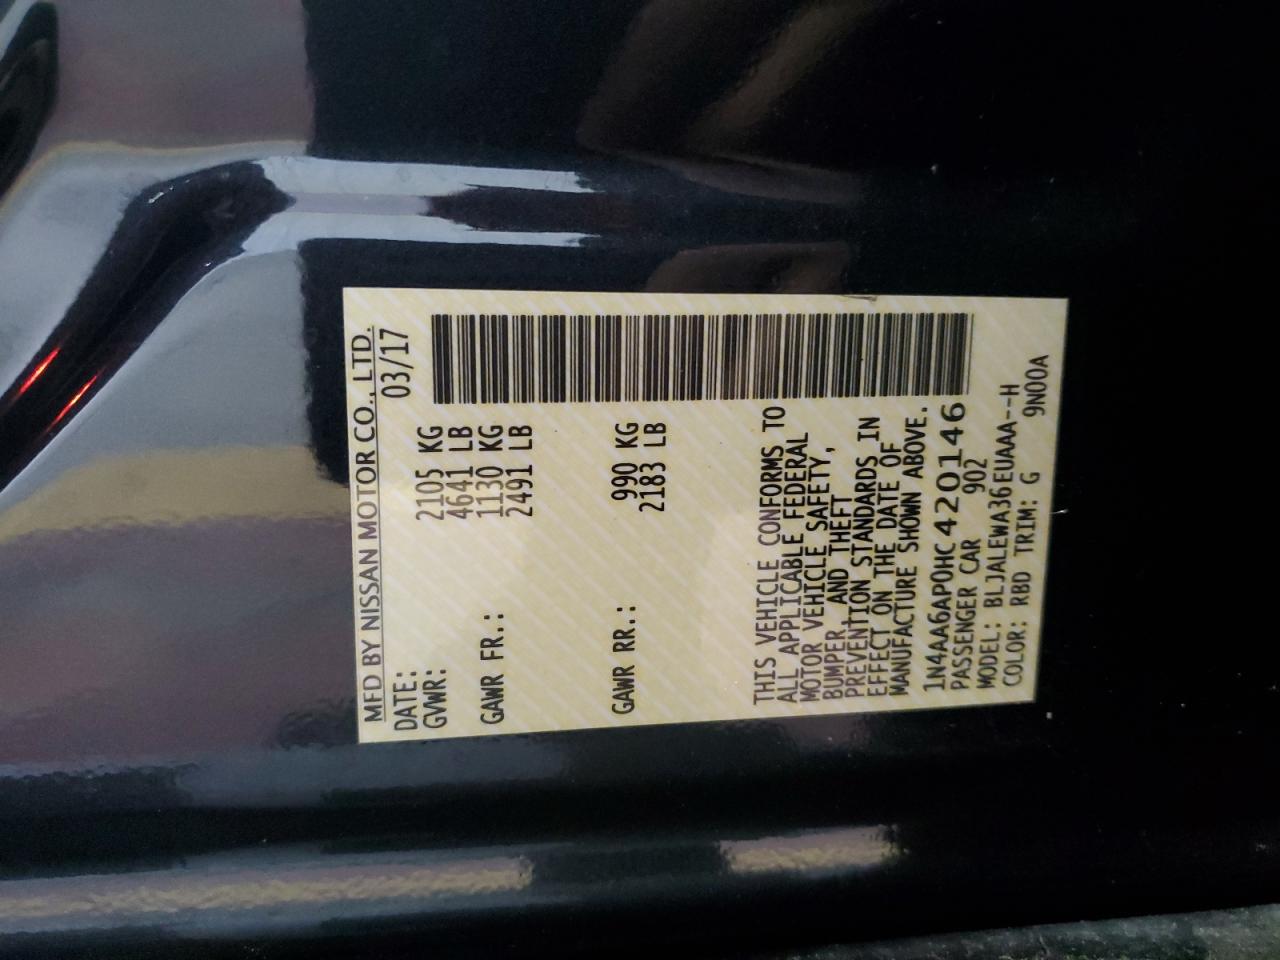 MFD BY NISSAN MOTOR CO., LTD.
DATE: 03/17
GVWR: 2105 KG
4641 LB
GAWR FR.: 1130 KG
2491 LB
GAWR RR.: 990 KG
2183 LB
THIS VEHICLE CONFORMS TO
ALL APPLICABLE FEDERAL
MOTOR VEHICLE SAFETY,
BUMPER, AND THEFT
PREVENTION STANDARDS IN
EFFECT ON THE DATE OF
MANUFACTURE SHOWN ABOVE.
1N4AA6AP0HC420146
PASSENGER CAR 902
MODEL: BLJALEWA36EUAAA--H
COLOR: RBD TRIM: G 9N00A